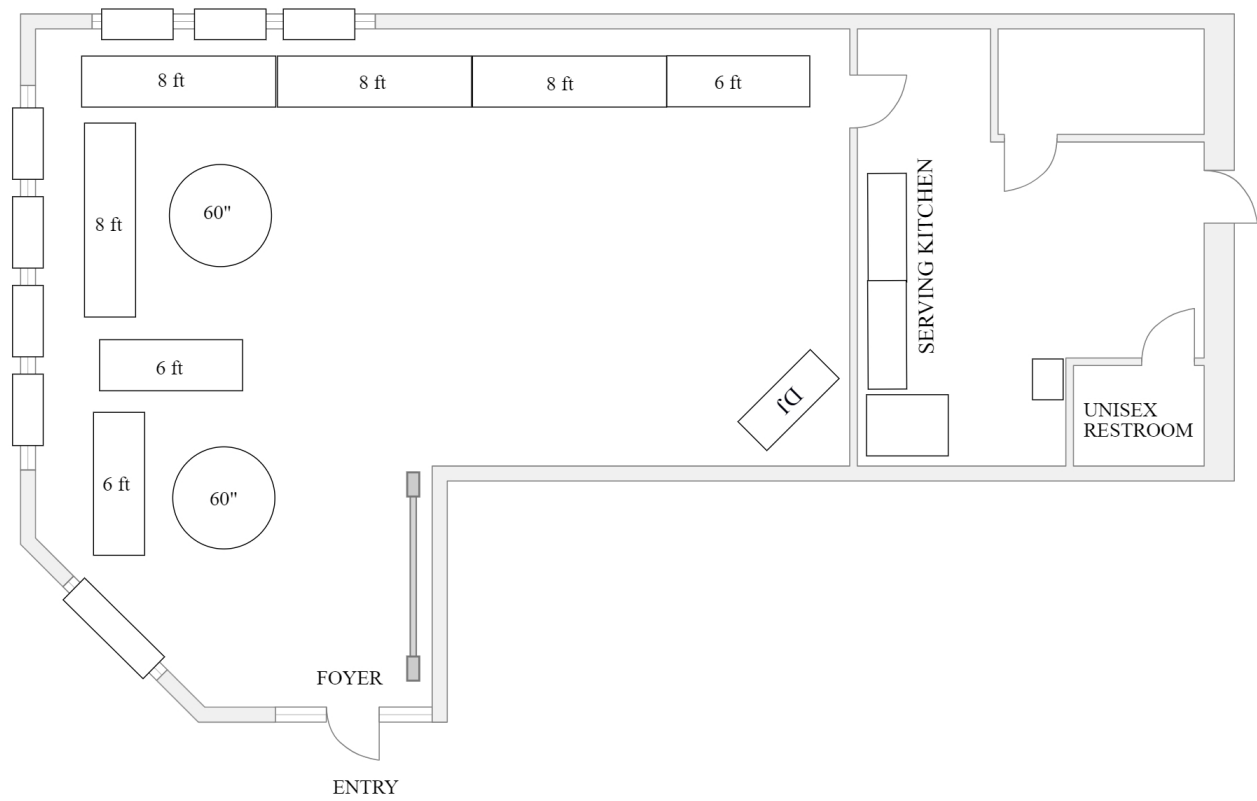 8 ft
8 ft
8 ft
6 ft
8 ft
60"
SERVING KITCHEN
6 ft
DJ
UNISEX
RESTROOM
6 ft
60"
FOYER
ENTRY